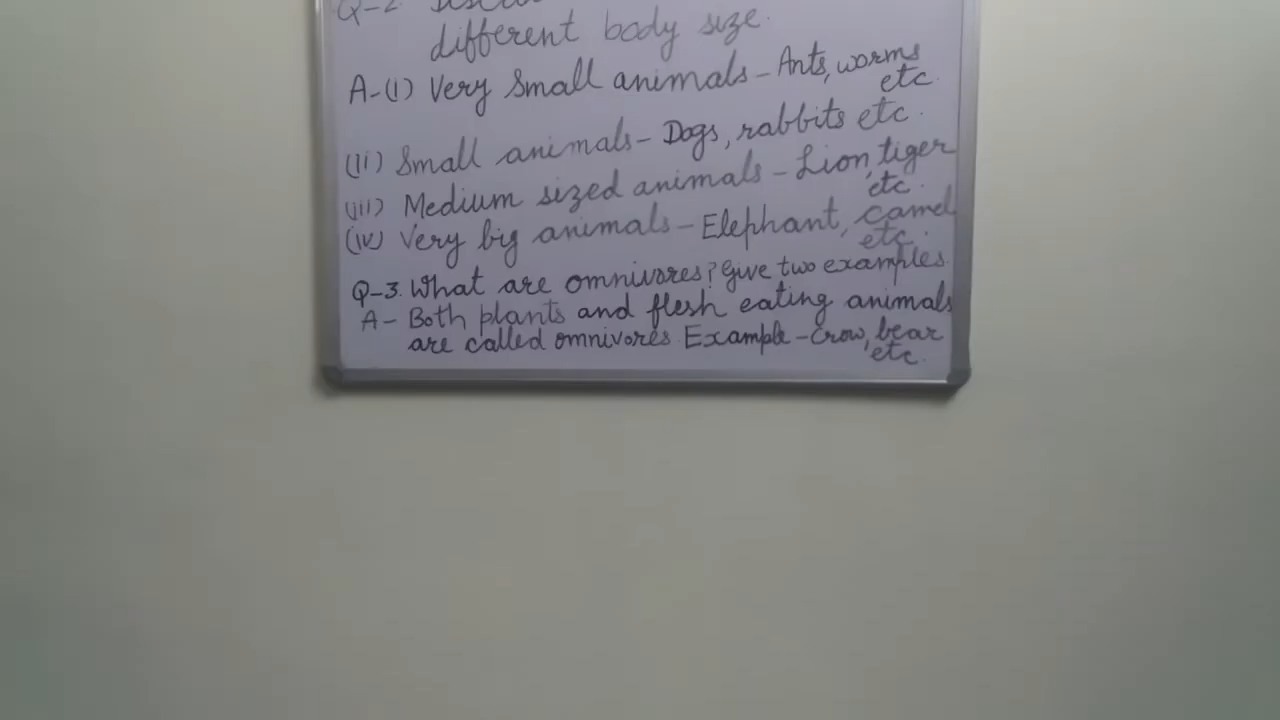 Q-2
different body size.
A-(i) Very Small animals - Ants, worms
etc.
(ii) Small animals - Dogs, rabbits etc.
(iii) Medium sized animals - Lion, tiger
etc.
(iv) Very big animals - Elephant, camel
etc.
Q-3. What are omnivores? Give two examples.
A- Both plants and flesh eating animals
are called omnivores. Example - Crow, bear
etc.